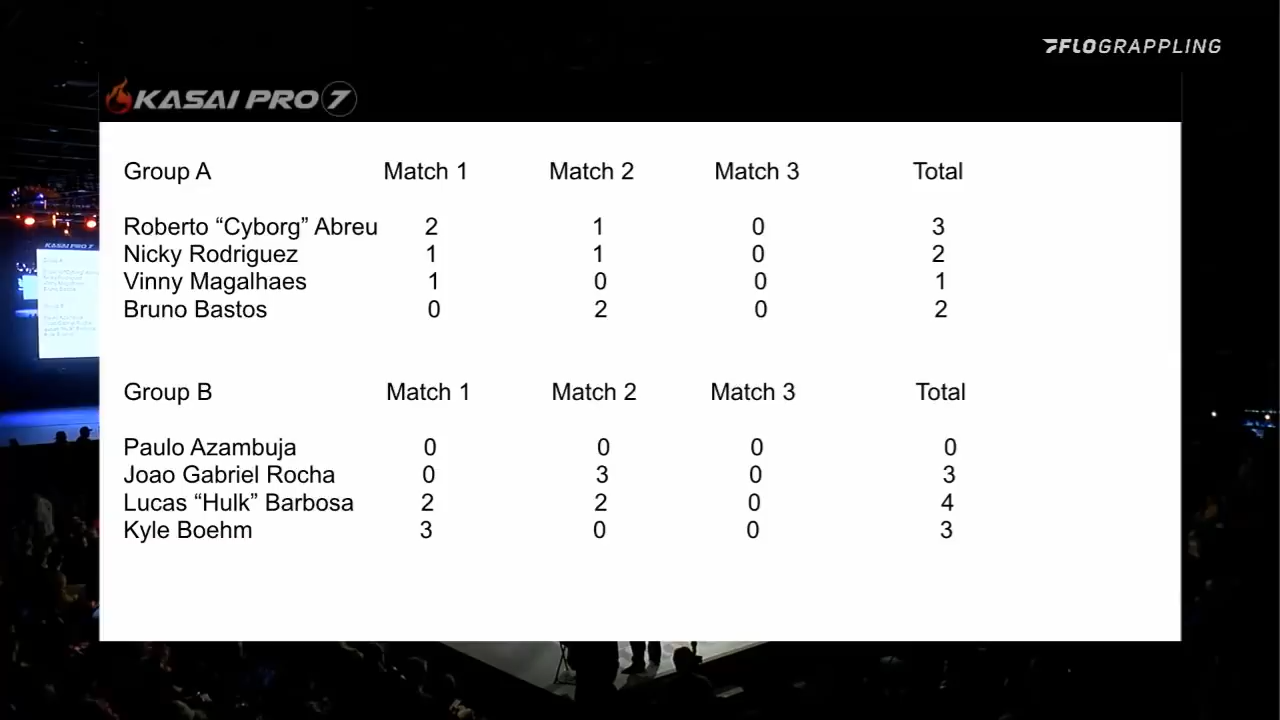 FLOGRAPPLING
KASAI PRO 7
Group A Match 1 Match 2 Match 3 Total
Roberto “Cyborg” Abreu 2 1 0 3
Nicky Rodriguez 1 1 0 2
Vinny Magalhaes 1 0 0 1
Bruno Bastos 0 2 0 2
Group B Match 1 Match 2 Match 3 Total
Paulo Azambuja 0 0 0 0
Joao Gabriel Rocha 0 3 0 3
Lucas “Hulk” Barbosa 2 2 0 4
Kyle Boehm 3 0 0 3
KASAI PRO 7